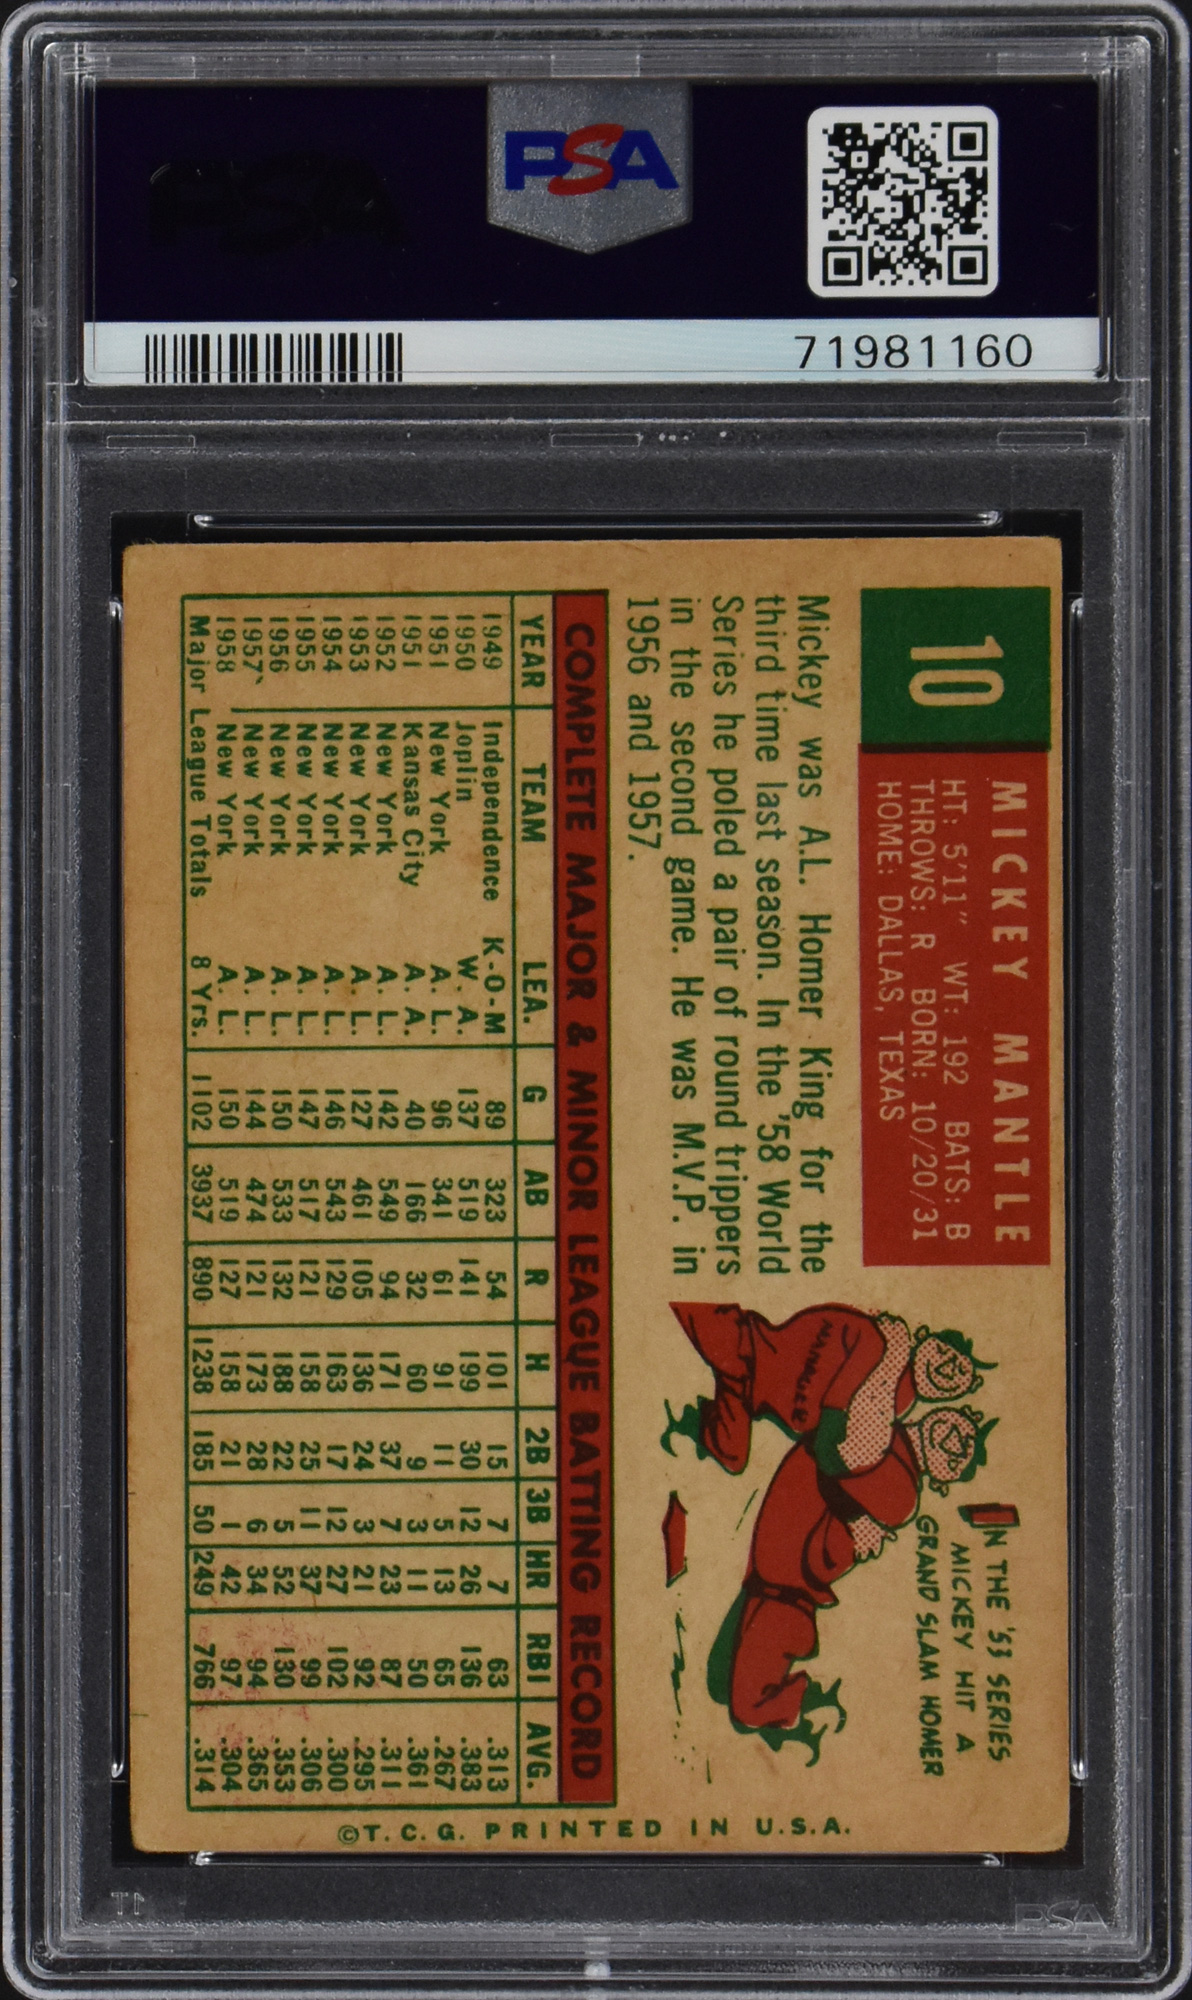 PSA
71981160
10
MICKEY MANTLE
HT: 5'11" WT: 192 BATS: B
THROWS: R BORN: 10/20/31
HOME: DALLAS, TEXAS
Mickey was A.L. Homer King for the
third time last season. In the '58 World
Series he poled a pair of round trippers
in the second game. He was M.V.P. in
1956 and 1957.
IN THE '53 SERIES
MICKEY HIT A
GRAND SLAM HOMER
COMPLETE MAJOR & MINOR LEAGUE BATTING RECORD
YEAR TEAM LEA. G AB R H 2B 3B HR RBI AVG.
1949 Independence K-O-M 89 323 54 101 15 7 7 63 .313
1950 Joplin W. A. 137 519 141 199 30 12 26 136 .383
1951 New York A. L. 96 341 61 91 11 5 13 65 .267
1951 Kansas City A. A. 40 166 32 60 9 3 11 50 .361
1952 New York A. L. 142 549 94 171 37 7 23 87 .311
1953 New York A. L. 127 461 105 136 24 3 21 92 .295
1954 New York A. L. 146 543 129 163 17 12 27 102 .300
1955 New York A. L. 147 517 121 158 25 11 37 99 .306
1956 New York A. L. 150 533 132 188 22 5 52 130 .353
1957 New York A. L. 144 474 121 173 28 6 34 94 .365
1958 New York A. L. 150 519 127 158 21 1 42 97 .304
Major League Totals 8 Yrs. 1102 3937 890 1238 185 50 249 766 .314
©T. C. G. PRINTED IN U.S.A.
PSA